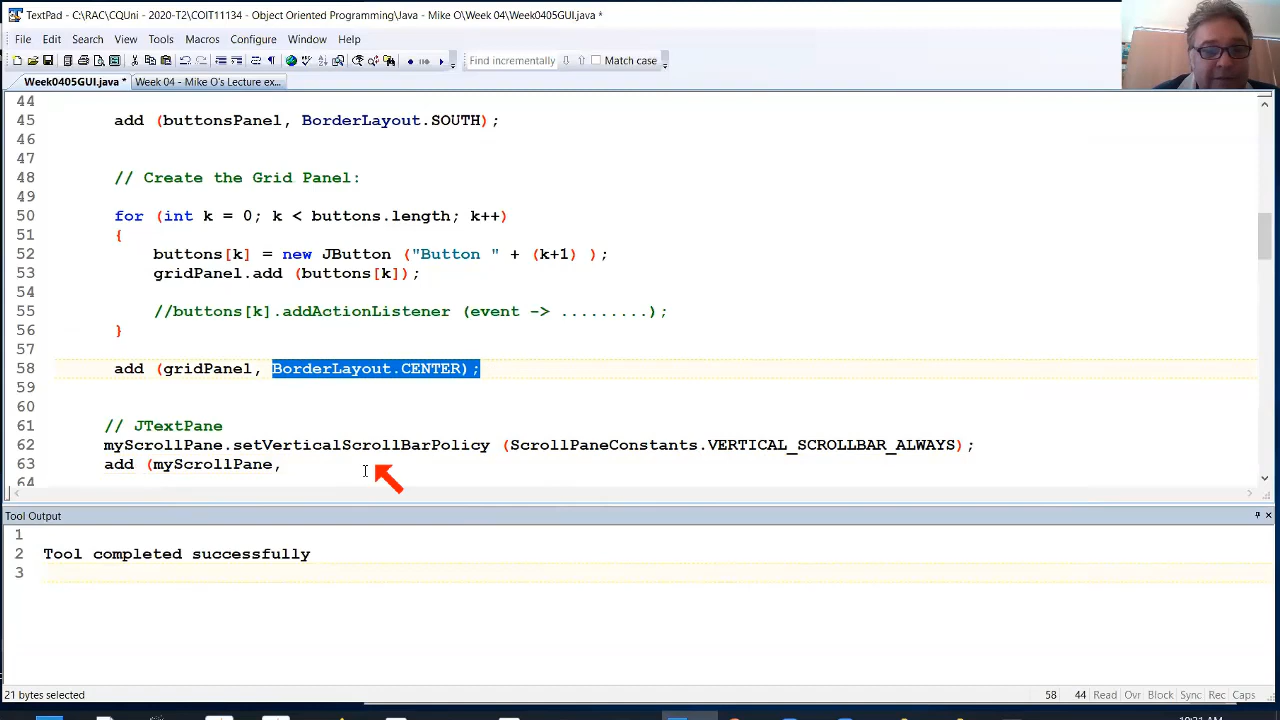 TextPad - C:\RAC\CQUni - 2020-T2\COIT11134 - Object Oriented Programming\Java - Mike O\Week 04\Week0405GUI.java *
File Edit Search View Tools Macros Configure Window Help
Find incrementally Match case
Week0405GUI.java * Week 04 - Mike O's Lecture ex...
44
45 add (buttonsPanel, BorderLayout.SOUTH);
46
47
48 // Create the Grid Panel:
49
50 for (int k = 0; k < buttons.length; k++)
51 {
52 buttons[k] = new JButton ("Button " + (k+1) );
53 gridPanel.add (buttons[k]);
54
55 //buttons[k].addActionListener (event -> .........);
56 }
57
58 add (gridPanel, BorderLayout.CENTER);
59
60
61 // JTextPane
62 myScrollPane.setVerticalScrollBarPolicy (ScrollPaneConstants.VERTICAL_SCROLLBAR_ALWAYS);
63 add (myScrollPane,
64
Tool Output
1
2 Tool completed successfully
3
21 bytes selected 58 44 Read Ovr Block Sync Rec Caps